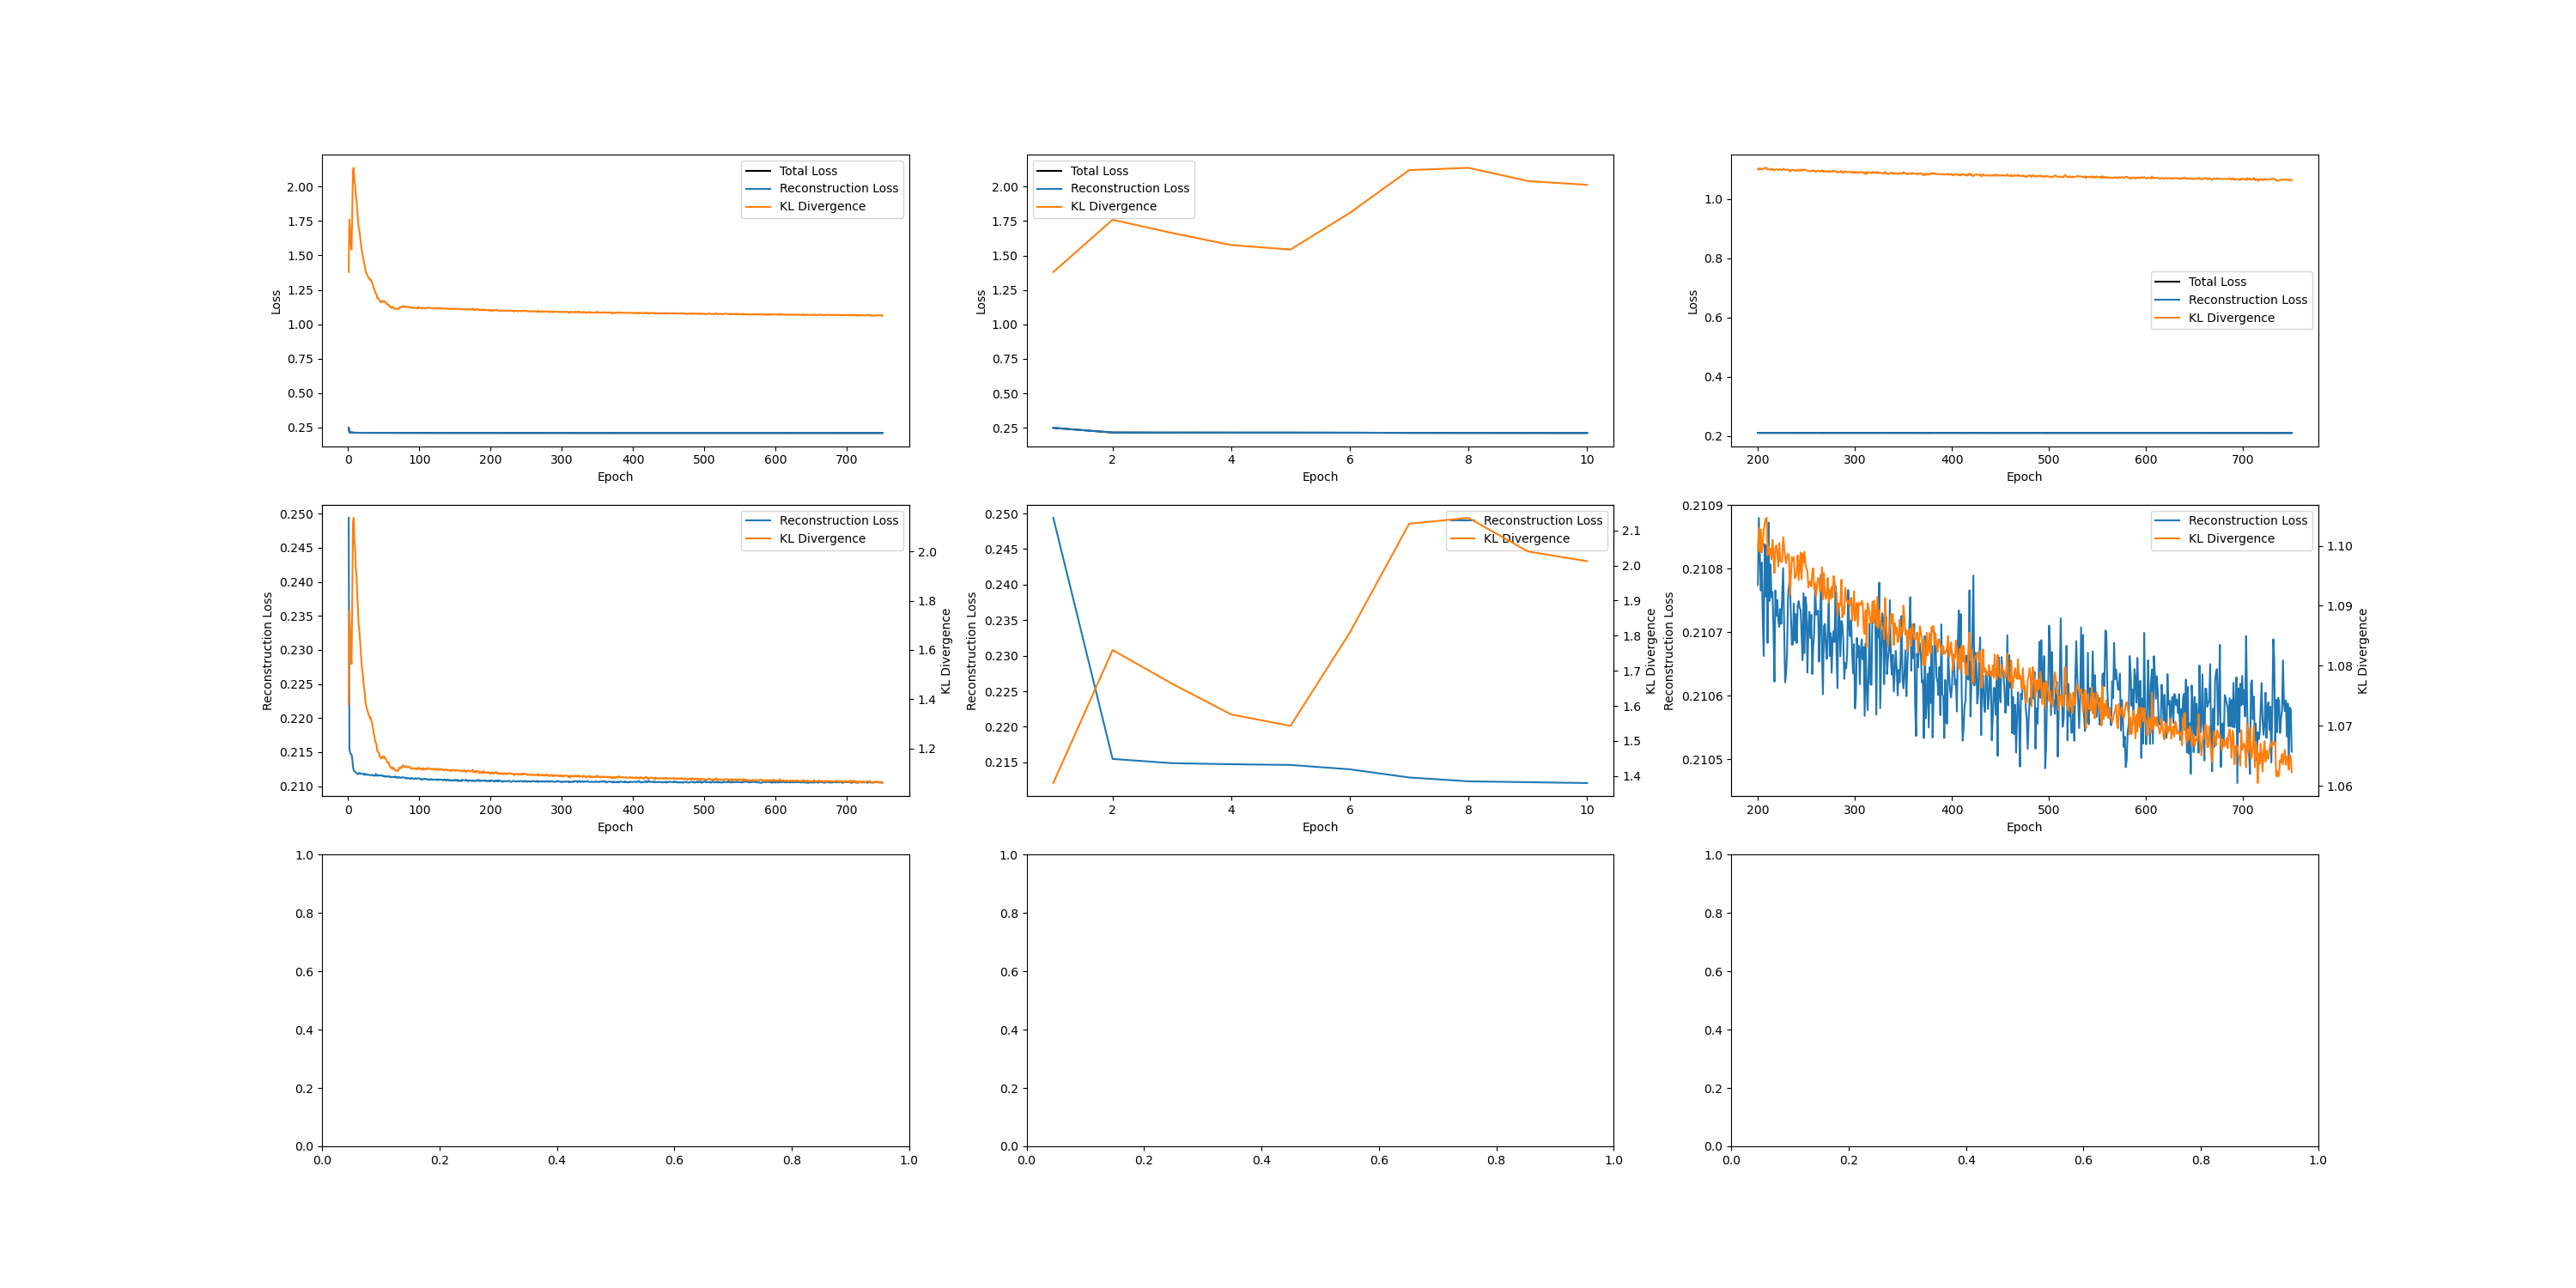 Total Loss
Reconstruction Loss
KL Divergence
2.00
1.75
1.50
1.25
1.00
0.75
0.50
0.25
Loss
0 100 200 300 400 500 600 700
Epoch
Total Loss
Reconstruction Loss
KL Divergence
2.00
1.75
1.50
1.25
1.00
0.75
0.50
0.25
Loss
2 4 6 8 10
Epoch
Total Loss
Reconstruction Loss
KL Divergence
1.0
0.8
0.6
0.4
0.2
Loss
200 300 400 500 600 700
Epoch
Reconstruction Loss
KL Divergence
0.250
0.245
0.240
0.235
0.230
0.225
0.220
0.215
0.210
Reconstruction Loss
2.0
1.8
1.6
1.4
1.2
KL Divergence
0 100 200 300 400 500 600 700
Epoch
Reconstruction Loss
KL Divergence
0.250
0.245
0.240
0.235
0.230
0.225
0.220
0.215
Reconstruction Loss
2.1
2.0
1.9
1.8
1.7
1.6
1.5
1.4
KL Divergence
2 4 6 8 10
Epoch
Reconstruction Loss
KL Divergence
0.2109
0.2108
0.2107
0.2106
0.2105
Reconstruction Loss
1.10
1.09
1.08
1.07
1.06
KL Divergence
200 300 400 500 600 700
Epoch
1.0
0.8
0.6
0.4
0.2
0.0
0.0 0.2 0.4 0.6 0.8 1.0
1.0
0.8
0.6
0.4
0.2
0.0
0.0 0.2 0.4 0.6 0.8 1.0
1.0
0.8
0.6
0.4
0.2
0.0
0.0 0.2 0.4 0.6 0.8 1.0